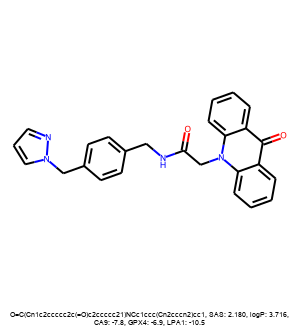 O
O
N
N
N
N
H
O=C(Cn1c2ccccc2c(=O)c2ccccc21)NCc1ccc(Cn2cccn2)cc1, SAS: 2.180, logP: 3.716,
CA9: -7.8, GPX4: -6.9, LPA1: -10.5